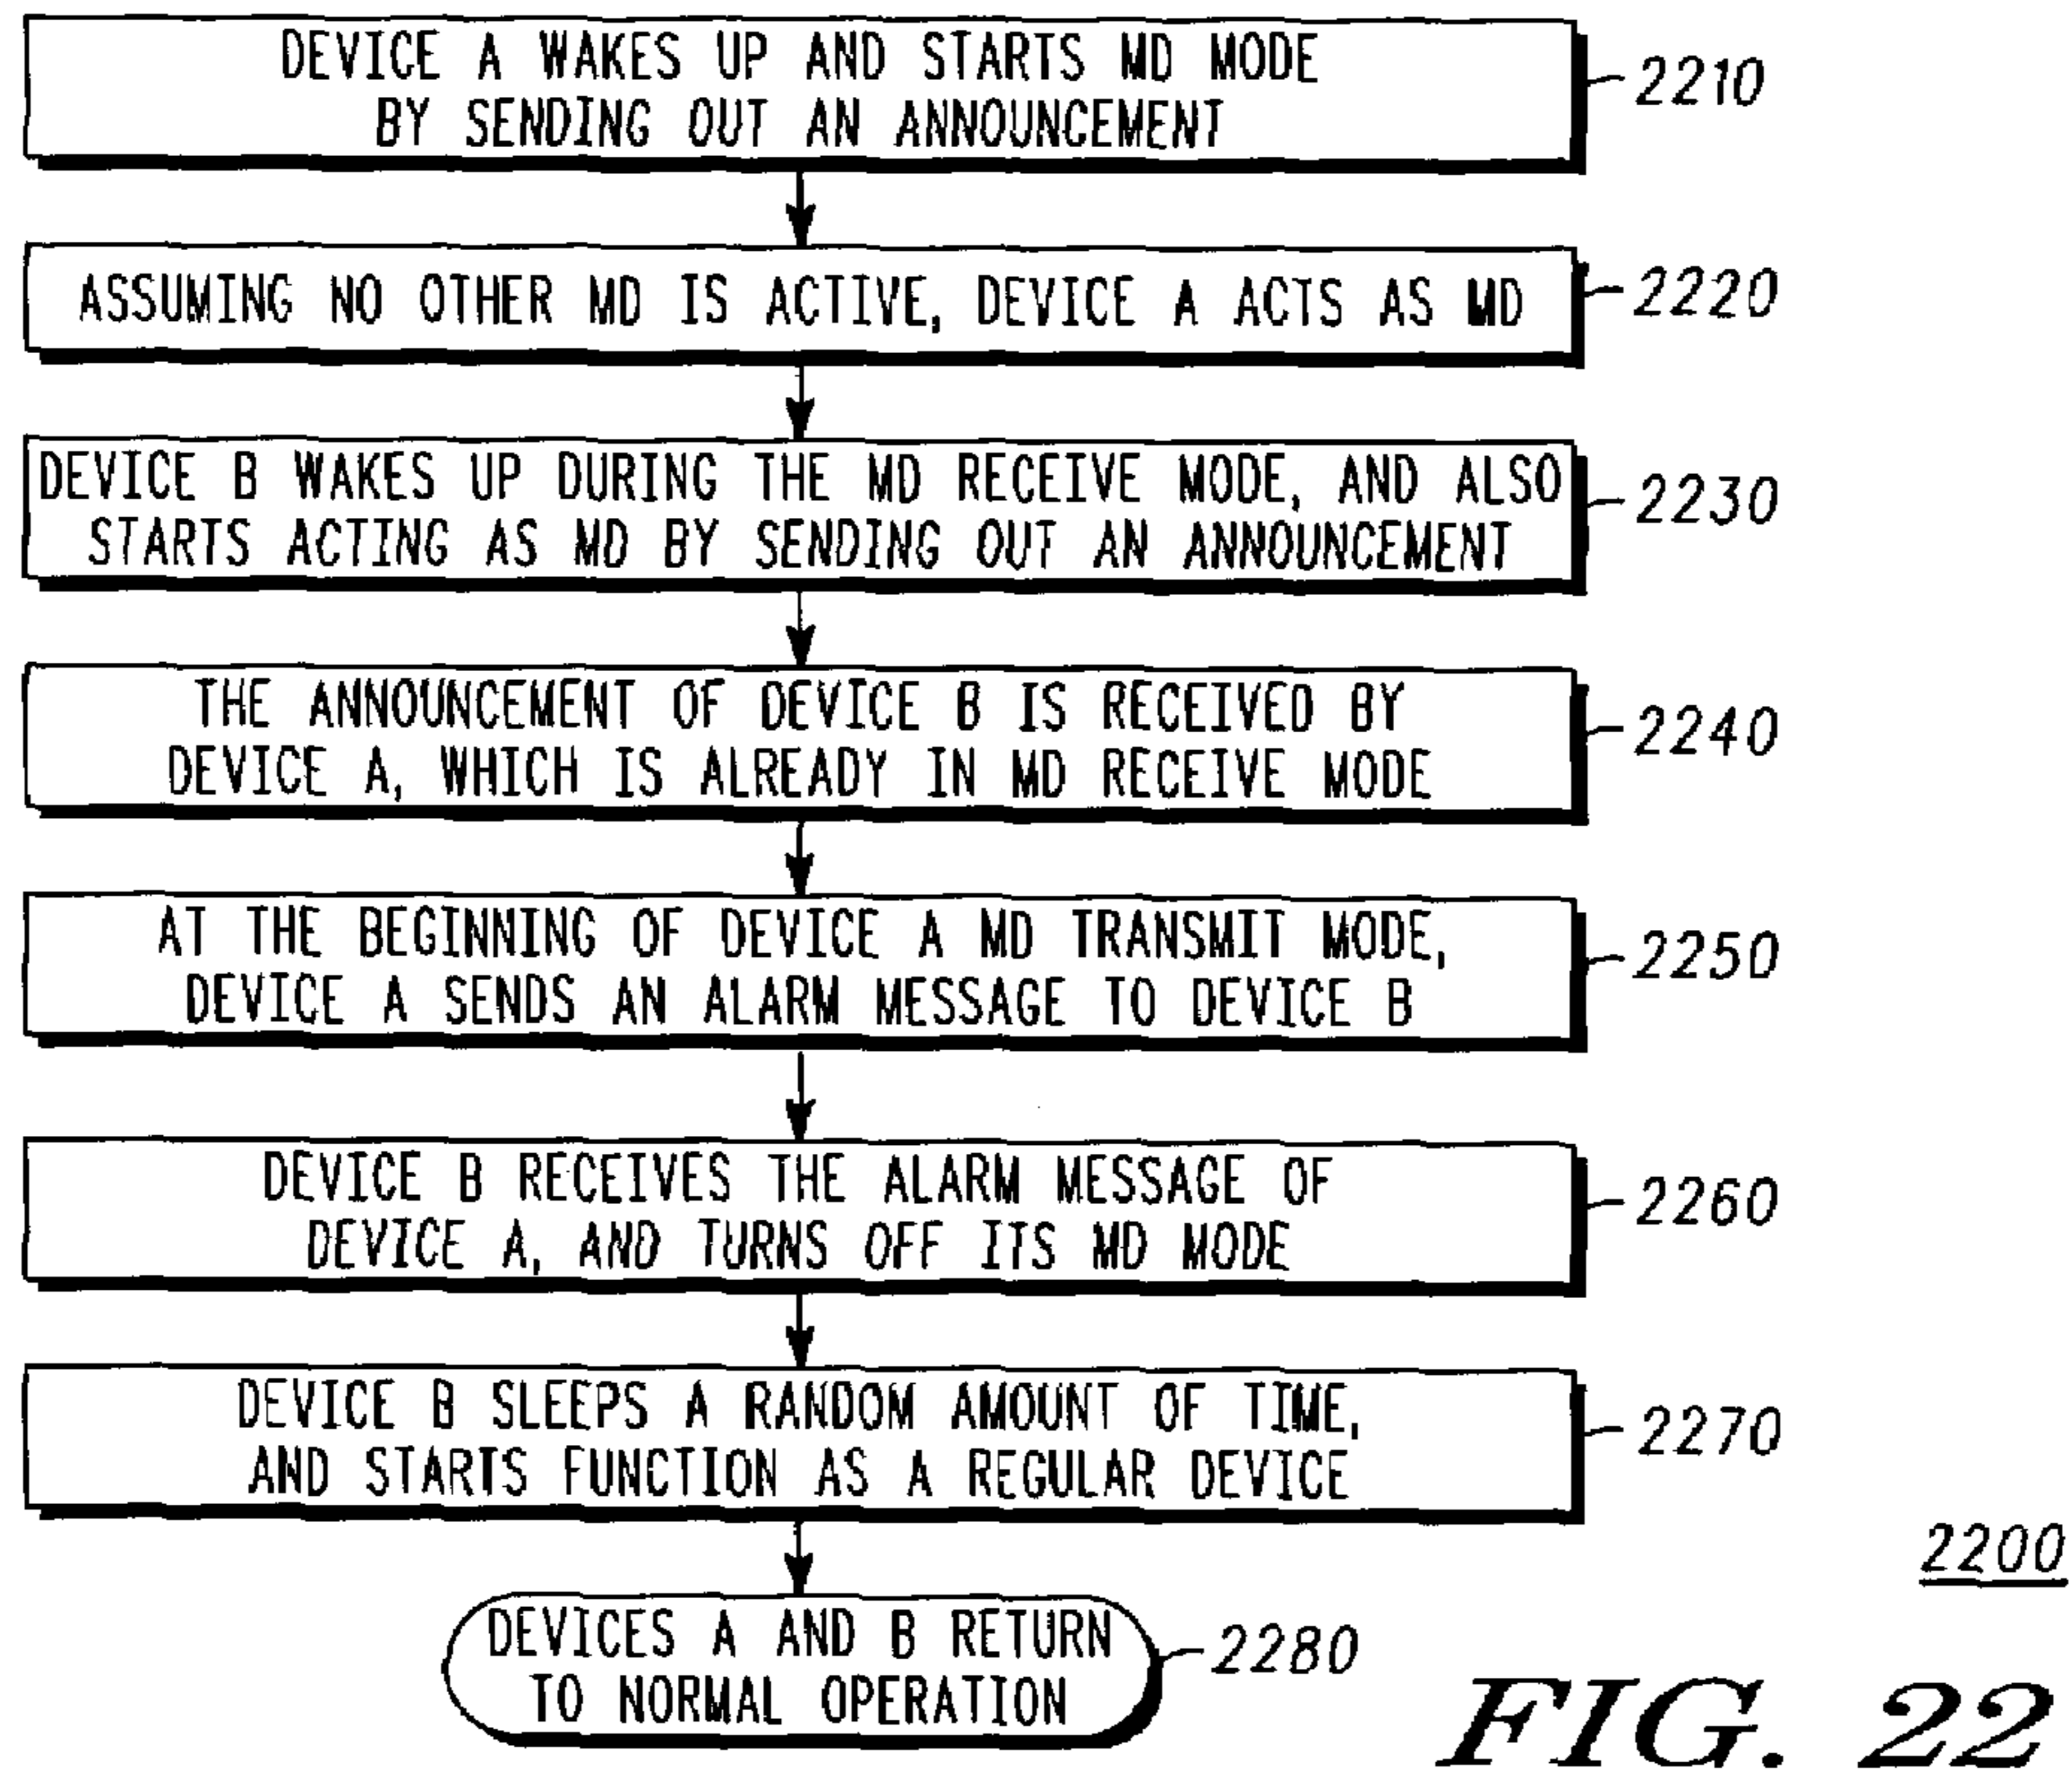 DEVICE A WAKES UP AND STARTS MD MODE
BY SENDING OUT AN ANNOUNCEMENT
2210
ASSUMING NO OTHER MD IS ACTIVE, DEVICE A ACTS AS MD
2220
DEVICE B WAKES UP DURING THE MD RECEIVE MODE, AND ALSO
STARTS ACTING AS MD BY SENDING OUT AN ANNOUNCEMENT
2230
THE ANNOUNCEMENT OF DEVICE B IS RECEIVED BY
DEVICE A, WHICH IS ALREADY IN MD RECEIVE MODE
2240
AT THE BEGINNING OF DEVICE A MD TRANSMIT MODE,
DEVICE A SENDS AN ALARM MESSAGE TO DEVICE B
2250
DEVICE B RECEIVES THE ALARM MESSAGE OF
DEVICE A, AND TURNS OFF ITS MD MODE
2260
DEVICE B SLEEPS A RANDOM AMOUNT OF TIME,
AND STARTS FUNCTION AS A REGULAR DEVICE
2270
DEVICES A AND B RETURN
TO NORMAL OPERATION
2280
2200
FIG. 22